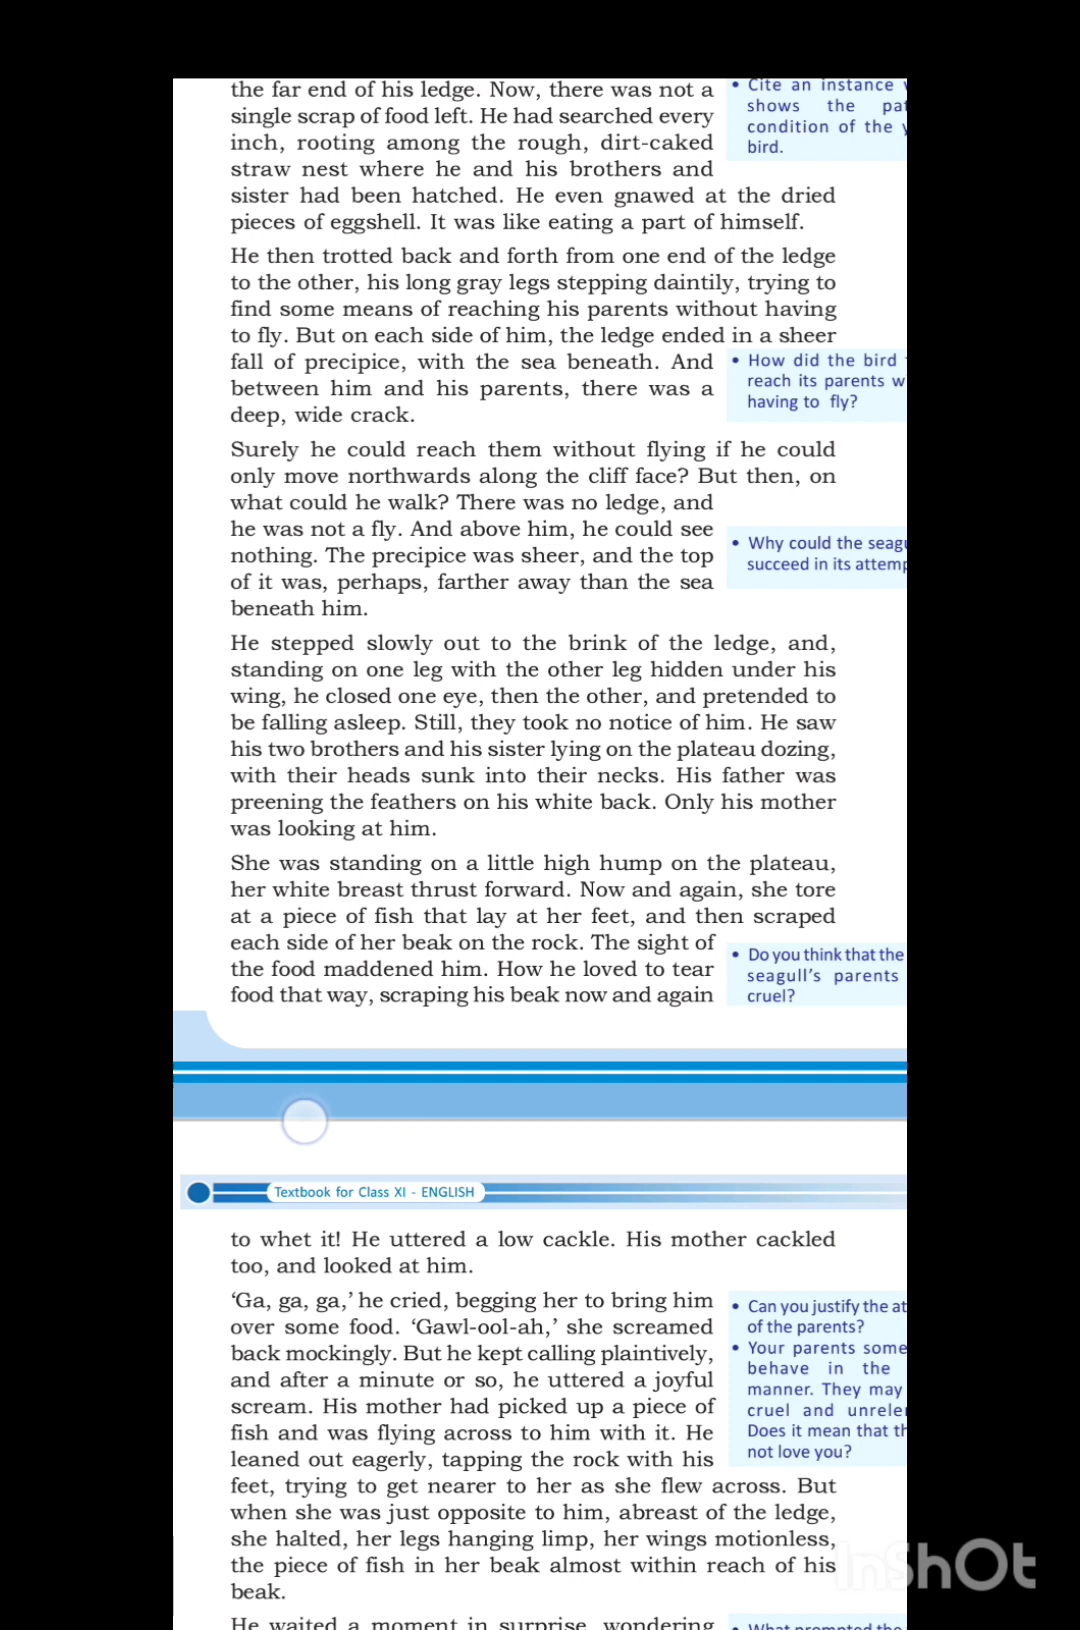 the far end of his ledge. Now, there was not a
single scrap of food left. He had searched every
inch, rooting among the rough, dirt-caked
straw nest where he and his brothers and
sister had been hatched. He even gnawed at the dried
pieces of eggshell. It was like eating a part of himself.
• Cite an instance
shows the
condition of the
bird.
He then trotted back and forth from one end of the ledge
to the other, his long gray legs stepping daintily, trying to
find some means of reaching his parents without having
to fly. But on each side of him, the ledge ended in a sheer
fall of precipice, with the sea beneath. And
between him and his parents, there was a
deep, wide crack.
• How did the bird
reach its parents
having to fly?
Surely he could reach them without flying if he could
only move northwards along the cliff face? But then, on
what could he walk? There was no ledge, and
he was not a fly. And above him, he could see
nothing. The precipice was sheer, and the top
of it was, perhaps, farther away than the sea
beneath him.
• Why could the
succeed in its
He stepped slowly out to the brink of the ledge, and,
standing on one leg with the other leg hidden under his
wing, he closed one eye, then the other, and pretended to
be falling asleep. Still, they took no notice of him. He saw
his two brothers and his sister lying on the plateau dozing,
with their heads sunk into their necks. His father was
preening the feathers on his white back. Only his mother
was looking at him.
She was standing on a little high hump on the plateau,
her white breast thrust forward. Now and again, she tore
at a piece of fish that lay at her feet, and then scraped
each side of her beak on the rock. The sight of
the food maddened him. How he loved to tear
food that way, scraping his beak now and again
• Do you think that the
seagull's parents
cruel?
Textbook for Class XI - ENGLISH
to whet it! He uttered a low cackle. His mother cackled
too, and looked at him.
‘Ga, ga, ga,’ he cried, begging her to bring him
over some food. ‘Gawl-ool-ah,’ she screamed
back mockingly. But he kept calling plaintively,
and after a minute or so, he uttered a joyful
scream. His mother had picked up a piece of
fish and was flying across to him with it. He
leaned out eagerly, tapping the rock with his
feet, trying to get nearer to her as she flew across. But
when she was just opposite to him, abreast of the ledge,
she halted, her legs hanging limp, her wings motionless,
the piece of fish in her beak almost within reach of his
beak.
• Can you justify the
of the parents?
• Your parents
behave in the
manner. They may
cruel and
Does it mean that
not love you?
He waited a moment in surprise, wondering
• What prompted the
InShOt